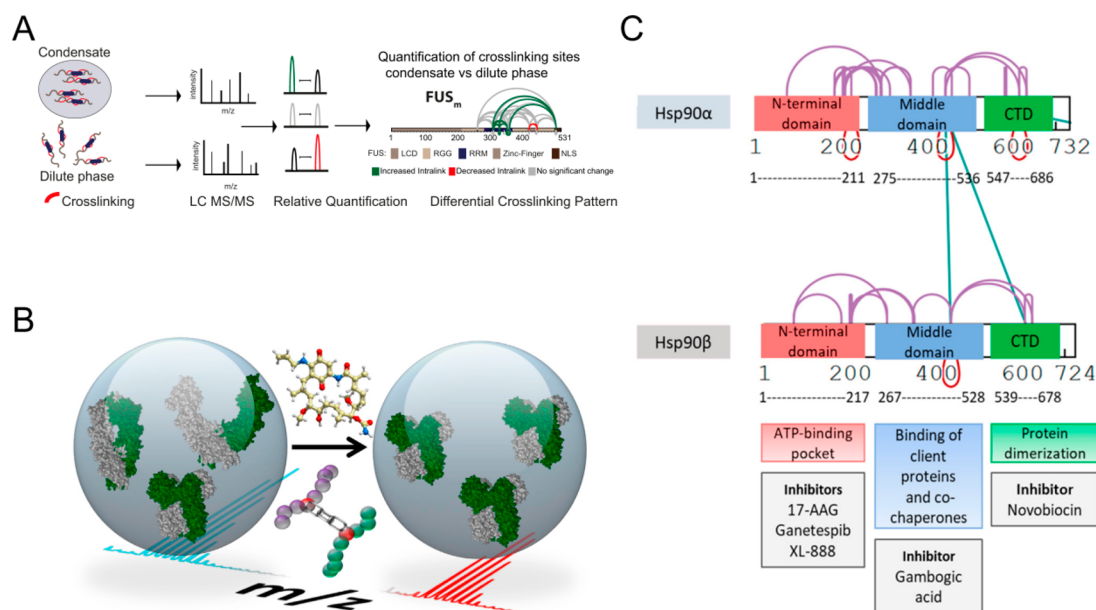 A
Condensate
Dilute phase
Crosslinking
intensity
m/z
intensity
m/z
LC MS/MS
Relative Quantification
Quantification of crosslinking sites
condensate vs dilute phase
FUSm
1 100 200 300 400 531
FUS: LCD RGG RRM Zinc-Finger NLS
Increased Intralink Decreased Intralink No significant change
Differential Crosslinking Pattern
B
m/z
C
Hsp90α
N-terminal
domain
Middle
domain
CTD
1 200 400 600 732
1--------------211 275--------------536 547----686
Hsp90β
N-terminal
domain
Middle
domain
CTD
1 200 400 600 724
1--------------217 267--------------528 539----678
ATP-binding
pocket
Inhibitors
17-AAG
Ganetespib
XL-888
Binding of
client
proteins
and co-
chaperones
Inhibitor
Gambogic
acid
Protein
dimerization
Inhibitor
Novobiocin